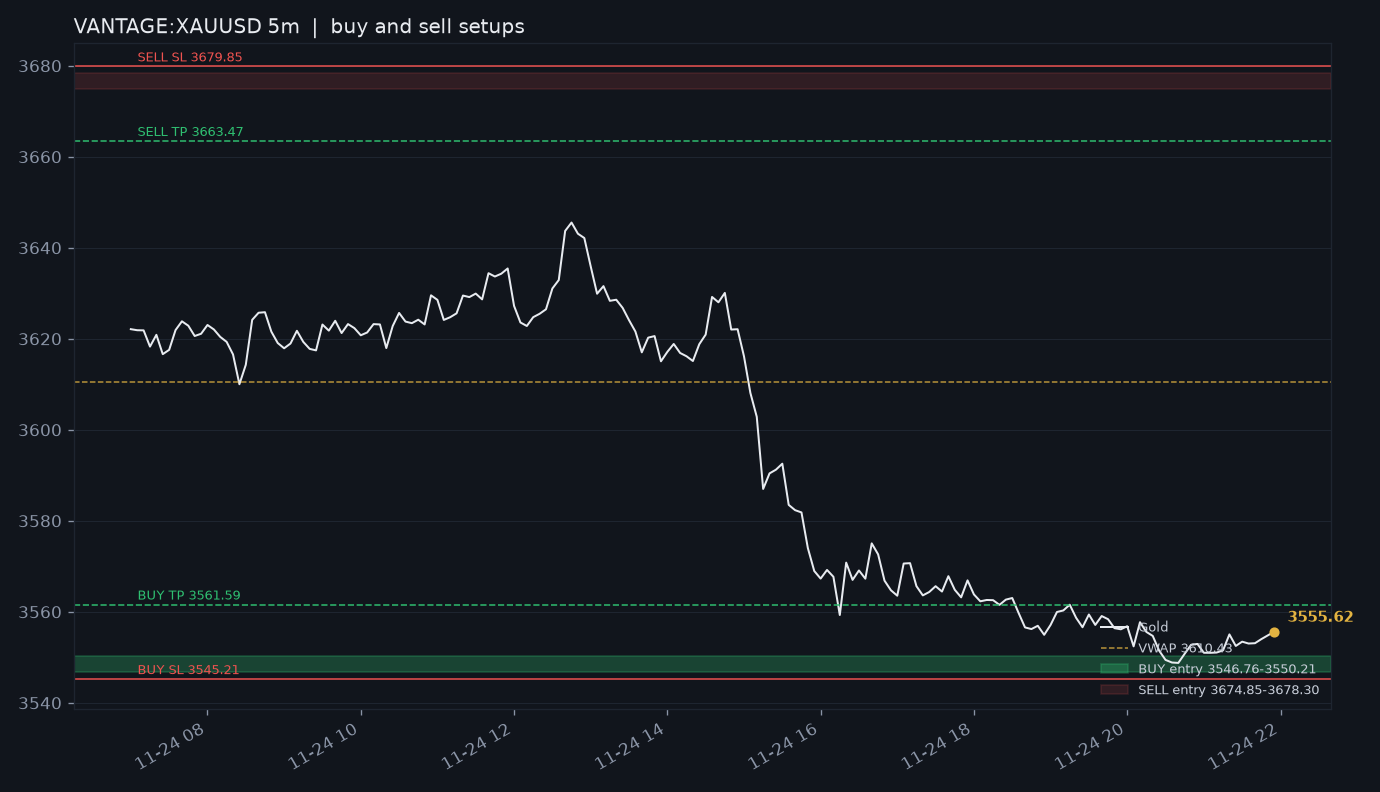 VANTAGE:XAUUSD 5m | buy and sell setups
SELL SL 3679.85
3680
SELL TP 3663.47
3660
3640
3620
3600
3580
BUY TP 3561.59
3560
3555.62
Gold
VWAP 3610.43
BUY entry 3546.76-3550.21
BUY SL 3545.21
SELL entry 3674.85-3678.30
3540
11-24 08
11-24 10
11-24 12
11-24 14
11-24 16
11-24 18
11-24 20
11-24 22